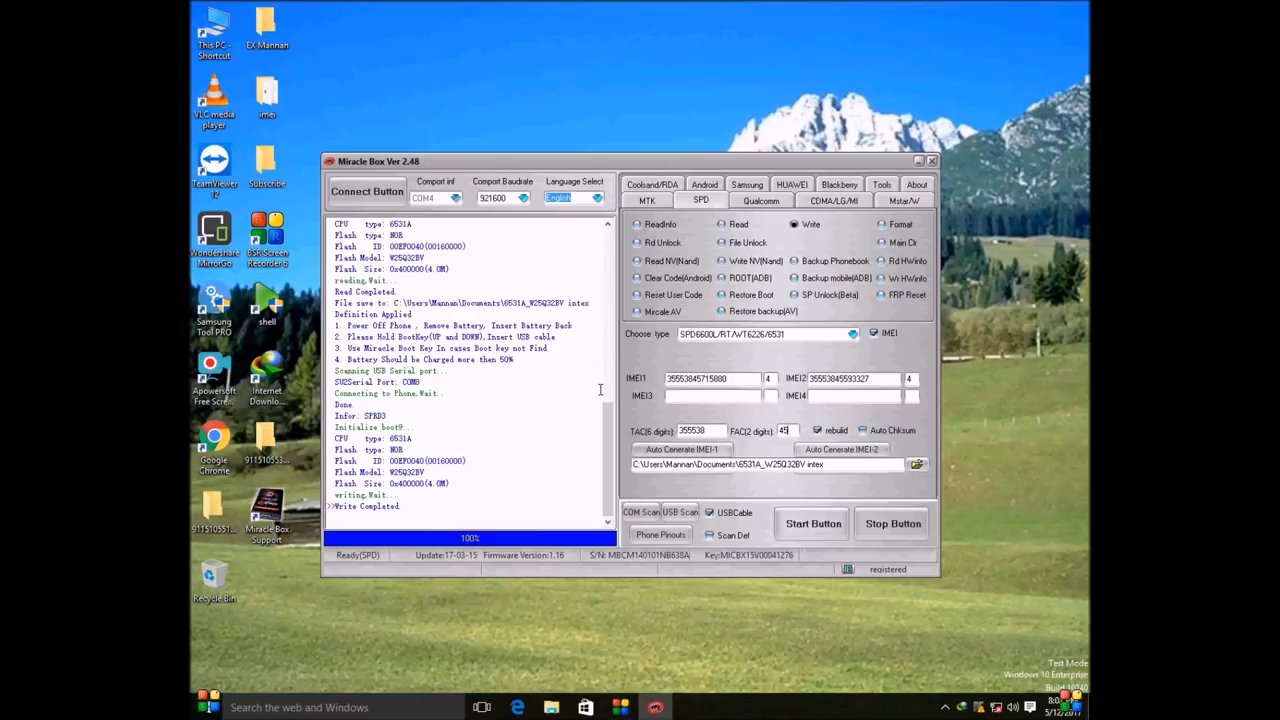 This PC -
Shortcut
EX Mannan
VLC media
player
imei
TeamViewer
12
Subscribe
Wondershare
MirrorGo
BSR Screen
Recorder 6
Samsung
Tool PRO
shell
Apowersoft
Free Scree...
Internet
Downlo...
Google
Chrome
911510553...
911510551...
Miracle Box
Support
Recycle Bin
Miracle Box Ver 2.48
Connect Button
Comport inf
Comport Baudrate
Language Select
COM4
921600
English
CPU type: 6531A
Flash type: NOR
Flash ID: 00EF0040(00160000)
Flash Model: W25Q32BV
Flash Size: 0x400000(4.0M)
reading,Wait...
Read Completed.
File save to: C:\Users\Mannan\Documents\6531A_W25Q32BV intex
Definition Applied
1. Power Off Phone , Remove Battery, Insert Battery Back
2. Please Hold BootKey(UP and DOWN),Insert USB cable
3. Use Miracle Boot Key In cases Boot key not Find
4. Battery Should be Charged more then 50%
Scanning USB Serial port...
SU2Serial Port: COM8
Connecting to Phone,Wait..
Done.
Infor: SPRD3
Initialize boot9...
CPU type: 6531A
Flash type: NOR
Flash ID: 00EF0040(00160000)
Flash Model: W25Q32BV
Flash Size: 0x400000(4.0M)
writing,Wait...
>>Write Completed.
100%
Coolsand/RDA Android Samsung HUAWEI Blackberry Tools About
MTK SPD Qualcomm CDMA/LG/MI Mstar/W
ReadInfo Read Write Format
Rd Unlock File Unlock Main Clr
Read NV(Nand) Write NV(Nand) Backup Phonebook Rd HWinfo
Clear Code(Android) ROOT(ADB) Backup mobile(ADB) Wr HWinfo
Reset User Code Restore Boot SP Unlock(Beta) FRP Reset
Mircale AV Restore backup(AV)
Choose type SPD6600L/RT/WT6226/6531 IMEI
IMEI1 35553845715880 4 IMEI2 35553845593327 4
IMEI3 IMEI4
TAC(6 digits): 355538 FAC(2 digits): 45 rebulid Auto Chksum
Auto Cenerate IMEI-1 Auto Cenerate IMEI-2
C:\Users\Mannan\Documents\6531A_W25Q32BV intex
COM Scan USB Scan USBCable
Start Button Stop Button
Phone Pinouts Scan Def
Ready(SPD) Update:17-03-15 Firmware Version:1.16 S/N: MBCM140101NB638A Key:MICBX15V00041276
registered
Test Mode
Windows 10 Enterprise
Build 10240
Search the web and Windows